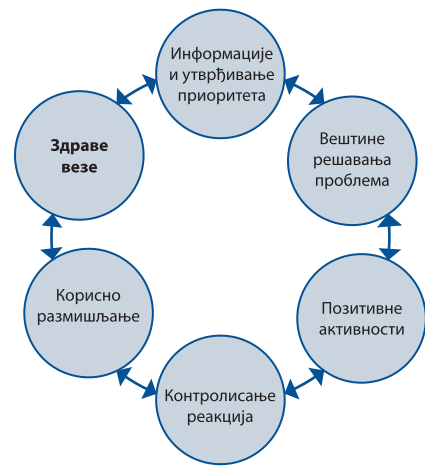 Информације
и утврђивање
приоритета
Вештине
решавања
проблема
Позитивне
активности
Контролисање
реакција
Корисно
размишљање
Здраве
везе